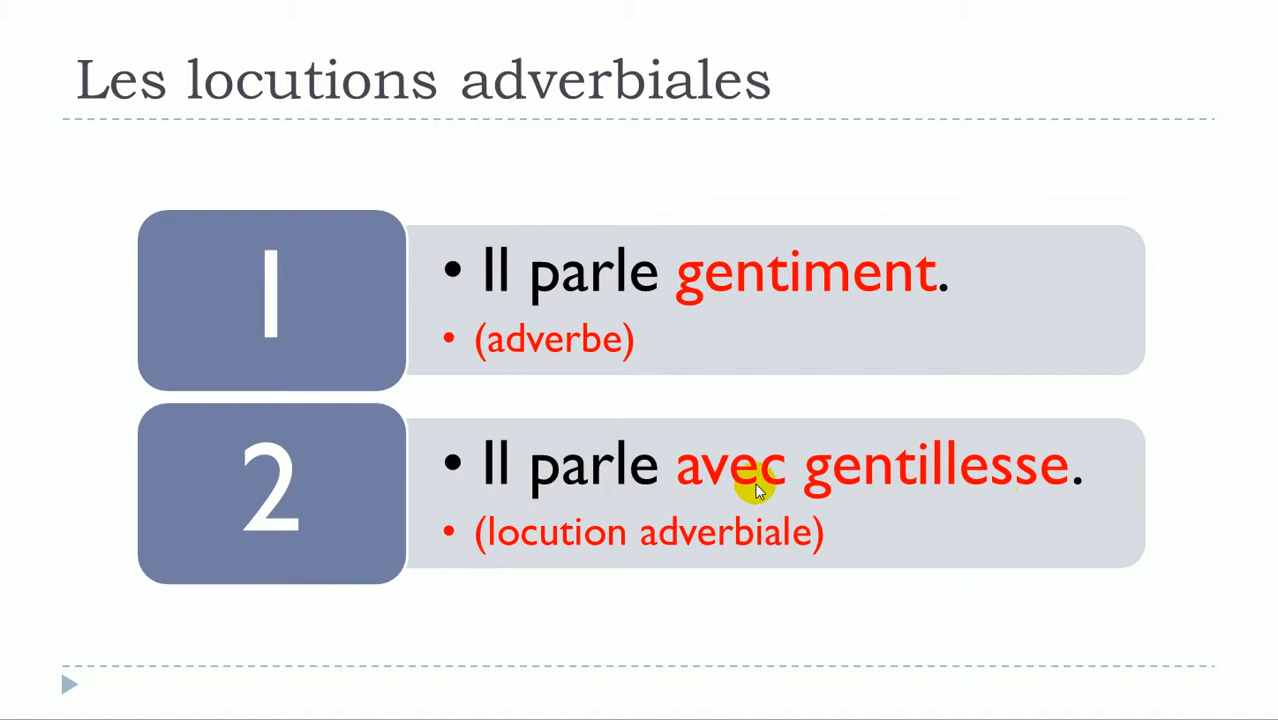 Les locutions adverbiales
1
• Il parle gentiment.
• (adverbe)
2
• Il parle avec gentillesse.
• (locution adverbiale)